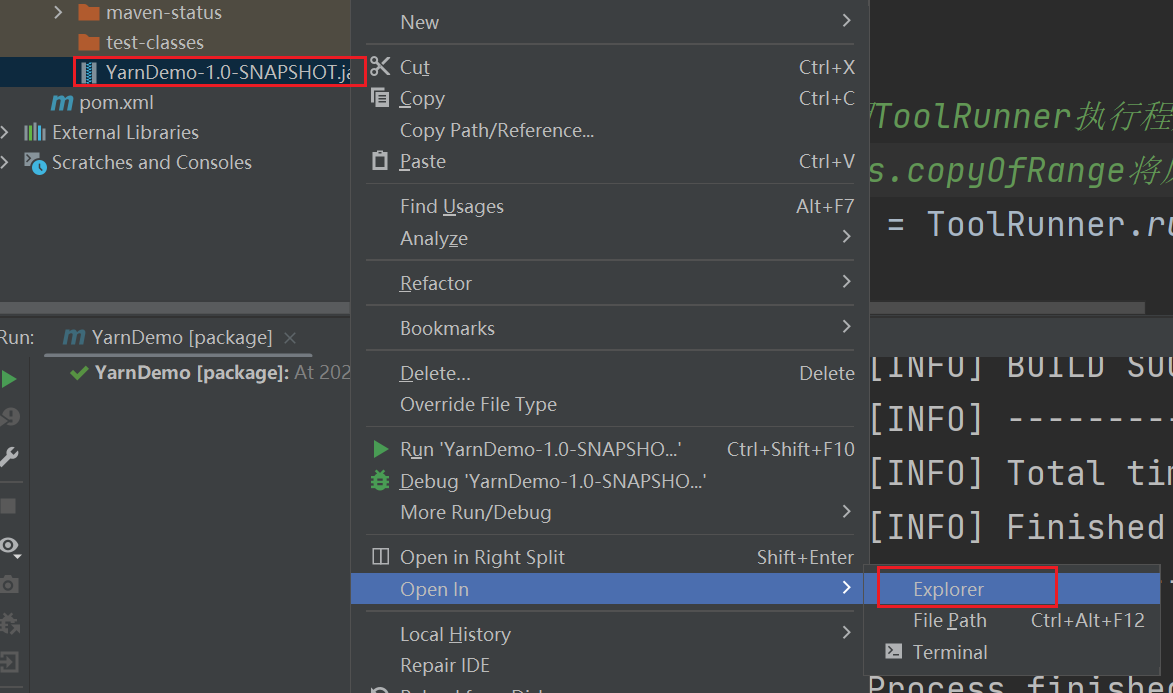 maven-status
test-classes
YarnDemo-1.0-SNAPSHOT.ja
pom.xml
External Libraries
Scratches and Consoles
New
Cut Ctrl+X
Copy Ctrl+C
Copy Path/Reference...
Paste Ctrl+V
Find Usages Alt+F7
Analyze
Refactor
Bookmarks
Delete... Delete
Override File Type
Run 'YarnDemo-1.0-SNAPSHO...' Ctrl+Shift+F10
Debug 'YarnDemo-1.0-SNAPSHO...'
More Run/Debug
Open in Right Split Shift+Enter
Open In
Local History
Repair IDE
Explorer
File Path Ctrl+Alt+F12
Terminal
ToolRunner执行程
s.copyOfRange将
= ToolRunner.ru
Run: YarnDemo [package]
YarnDemo [package]: At 202
[INFO] BUILD SUC
[INFO] ---------
[INFO] Total tim
[INFO] Finished
Process finished